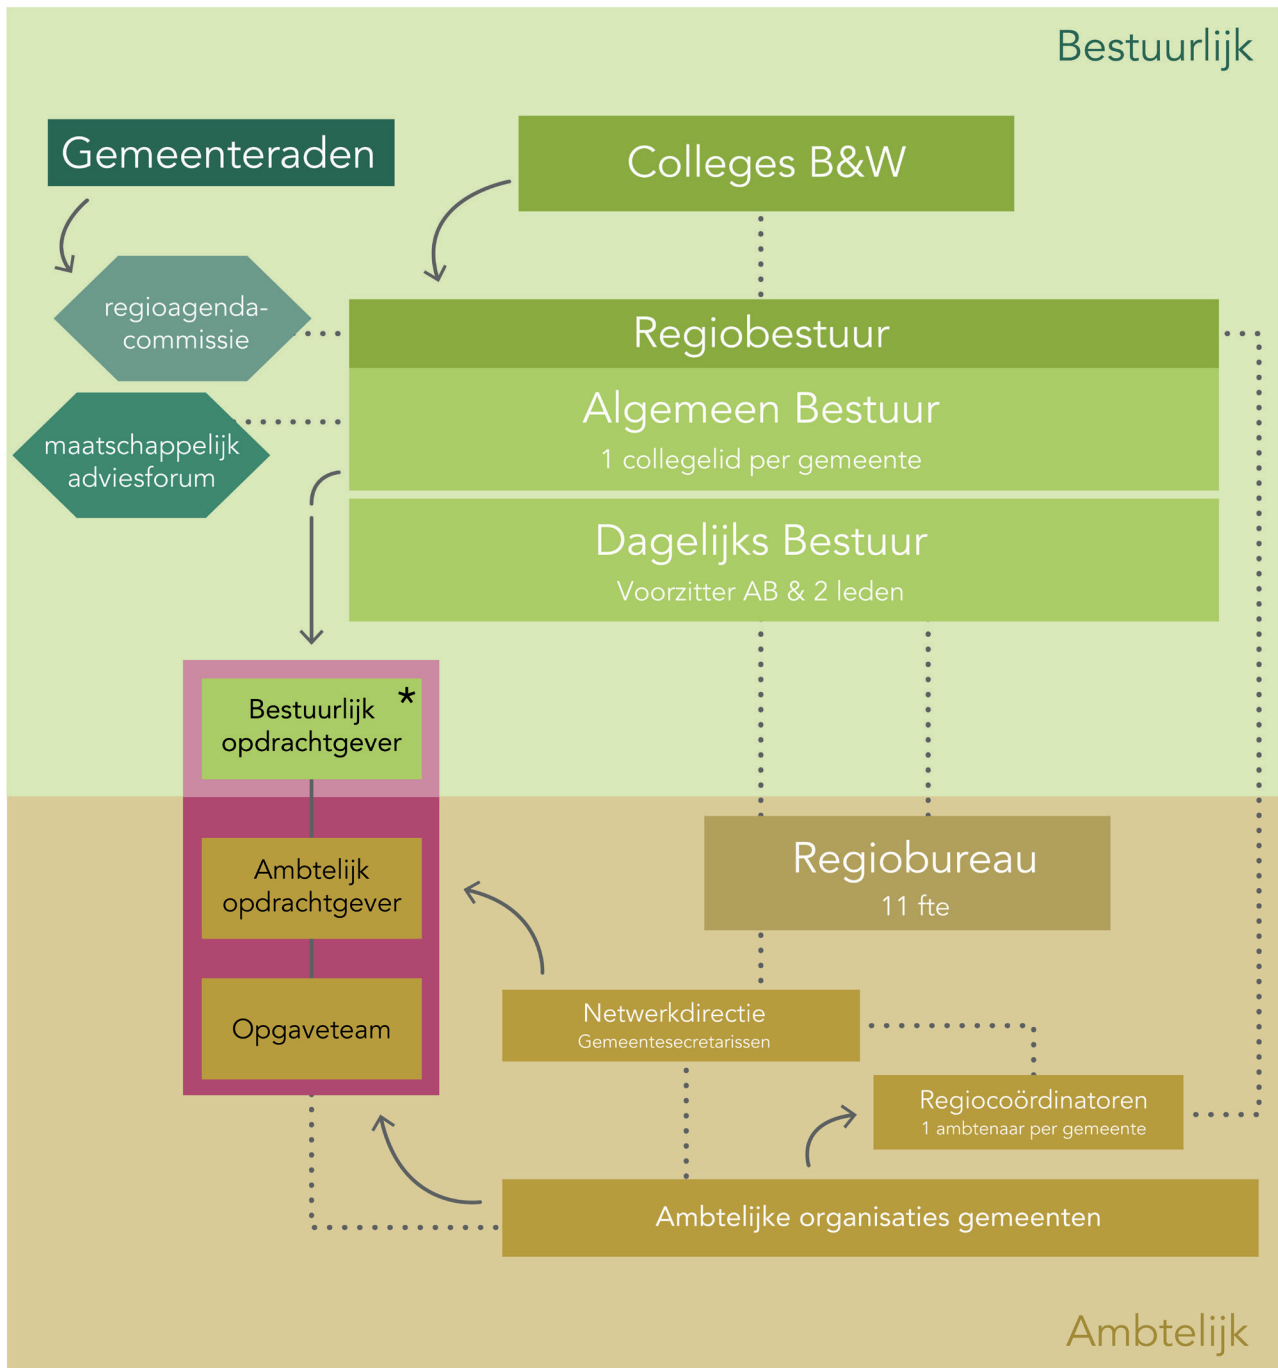 Bestuurlijk
Gemeenteraden
Colleges B&W
regioagenda-
commissie
Regiobestuur
Algemeen Bestuur
1 collegelid per gemeente
maatschappelijk
adviesforum
Dagelijks Bestuur
Voorzitter AB & 2 leden
Bestuurlijk *
opdrachtgever
Ambtelijk
opdrachtgever
Regiobureau
11 fte
Opgaveteam
Netwerkdirectie
Gemeentesecretarissen
Regiocoördinatoren
1 ambtenaar per gemeente
Ambtelijke organisaties gemeenten
Ambtelijk